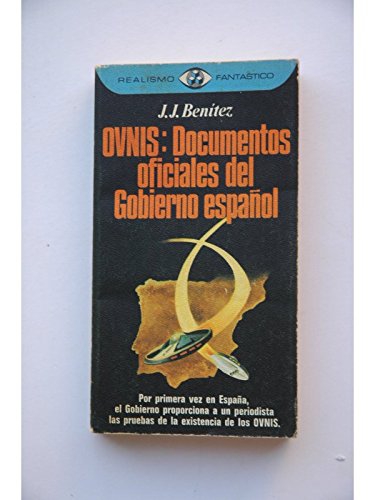 REALISMO FANTASTICO
J.J. Benítez
OVNIS: Documentos
oficiales del
Gobierno español
Por primera vez en España,
el Gobierno proporciona a un periodista
las pruebas de la existencia de los OVNIS.